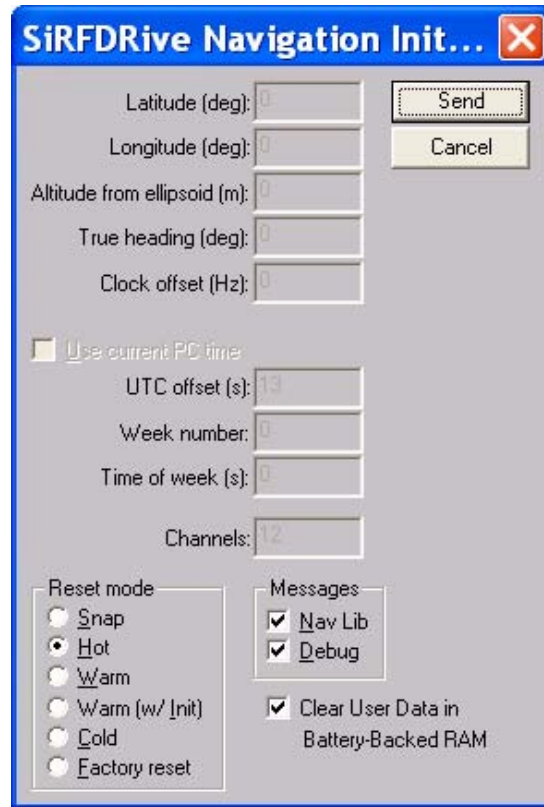 SiRFDRive Navigation Init...
Latitude (deg): 0
Send
Longitude (deg): 0
Cancel
Altitude from ellipsoid (m): 0
True heading (deg): 0
Clock offset (Hz): 0
Use current PC time
UTC offset (s): 13
Week number: 0
Time of week (s): 0
Channels: 12
Reset mode
Snap
Hot
Warm
Warm (w/ Init)
Cold
Factory reset
Messages
Nav Lib
Debug
Clear User Data in
Battery-Backed RAM